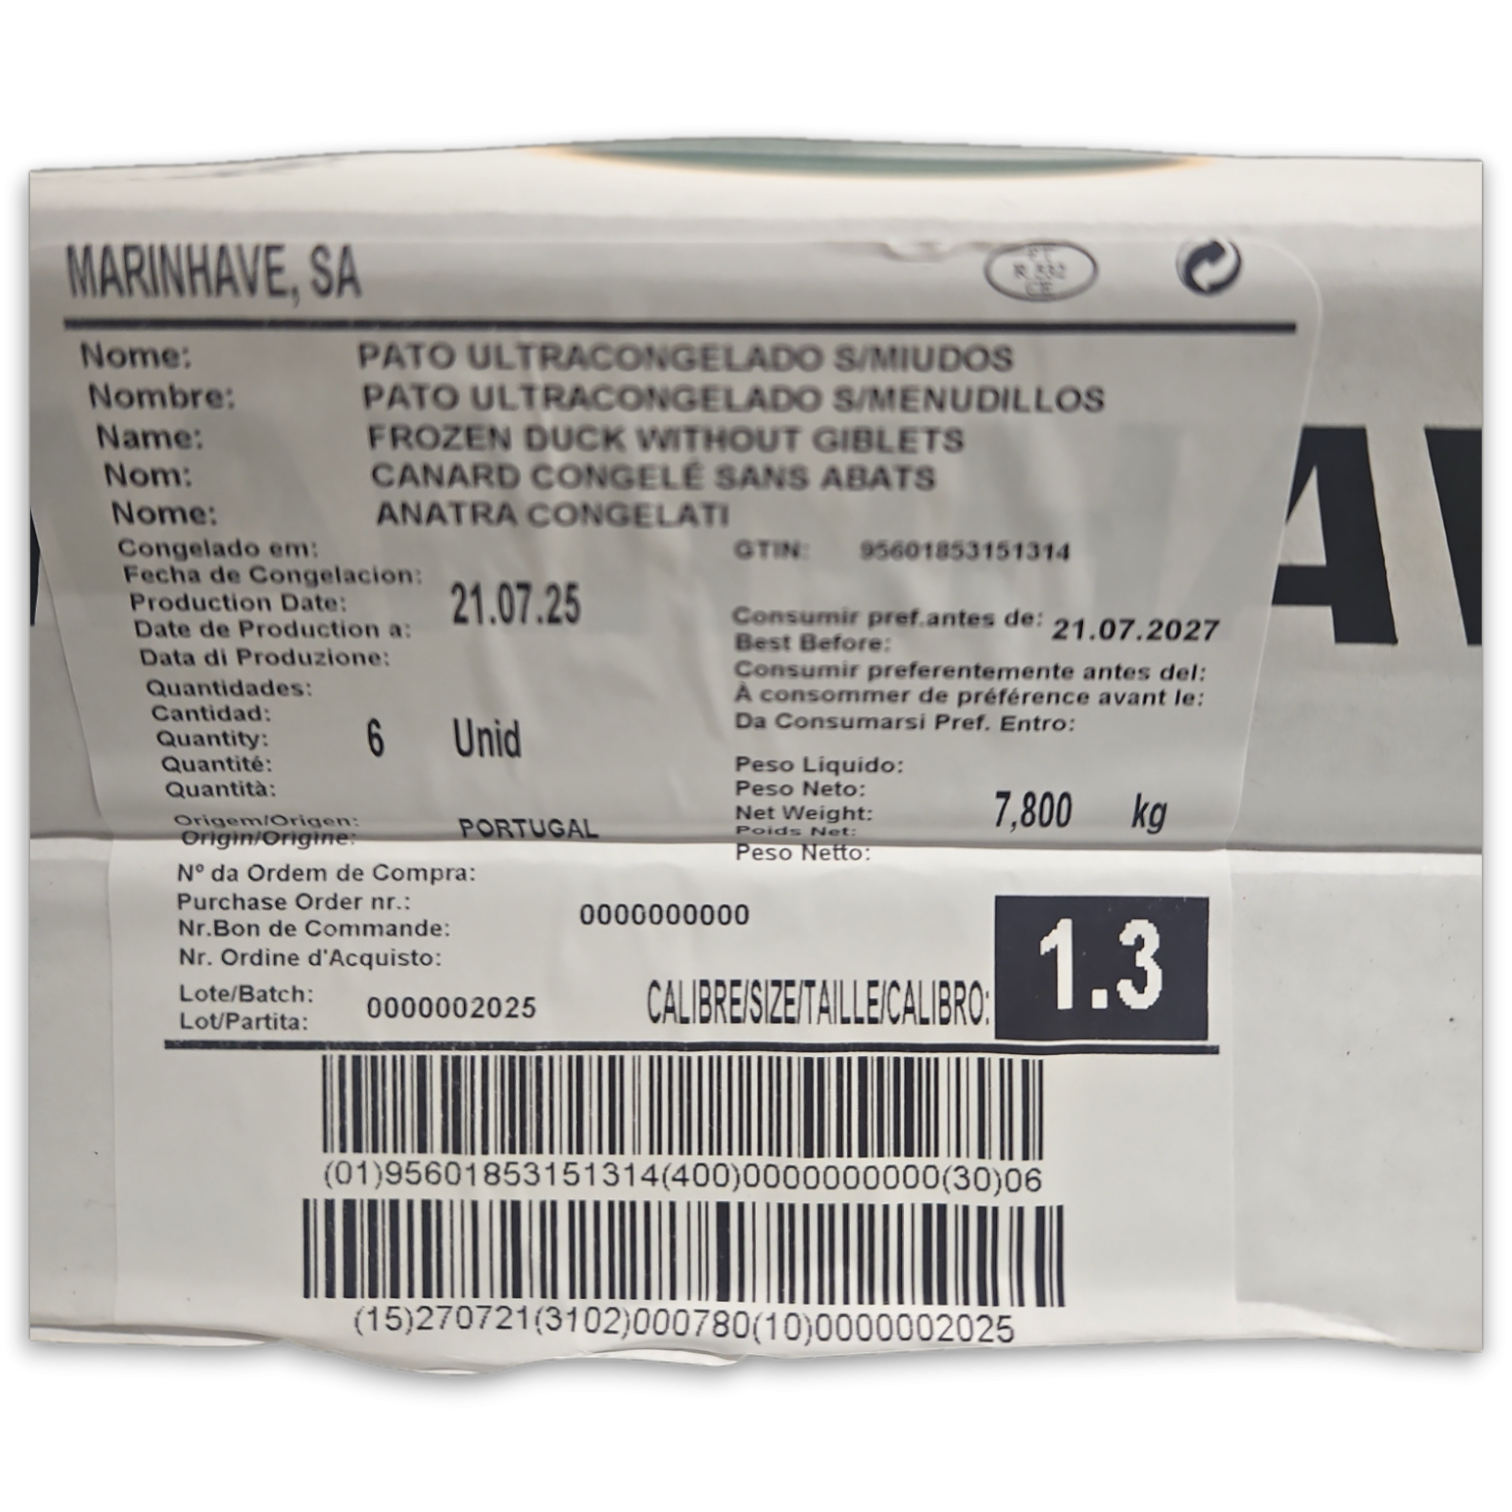 MARINHAVE, SA
PT
R 532
CE
Nome: PATO ULTRACONGELADO S/MIUDOS
Nombre: PATO ULTRACONGELADO S/MENUDILLOS
Name: FROZEN DUCK WITHOUT GIBLETS
Nom: CANARD CONGELÉ SANS ABATS
Nome: ANATRA CONGELATI
Congelado em:
Fecha de Congelacion:
Production Date: 21.07.25
Date de Production a:
Data di Produzione:
GTIN: 95601853151314
Consumir pref.antes de: 21.07.2027
Best Before:
Consumir preferentemente antes del:
À consommer de préférence avant le:
Da Consumarsi Pref. Entro:
Quantidades:
Cantidad:
Quantity: 6 Unid
Quantité:
Quantità:
Peso Liquido:
Peso Neto:
Net Weight: 7,800 kg
Poids Net:
Peso Netto:
Origem/Origen: PORTUGAL
Origin/Origine:
Nº da Ordem de Compra:
Purchase Order nr.: 0000000000
Nr.Bon de Commande:
Nr. Ordine d'Acquisto:
Lote/Batch: 0000002025
Lot/Partita:
CALIBRE/SIZE/TAILLE/CALIBRO: 1.3
(01)95601853151314(400)0000000000(30)06
(15)270721(3102)000780(10)0000002025